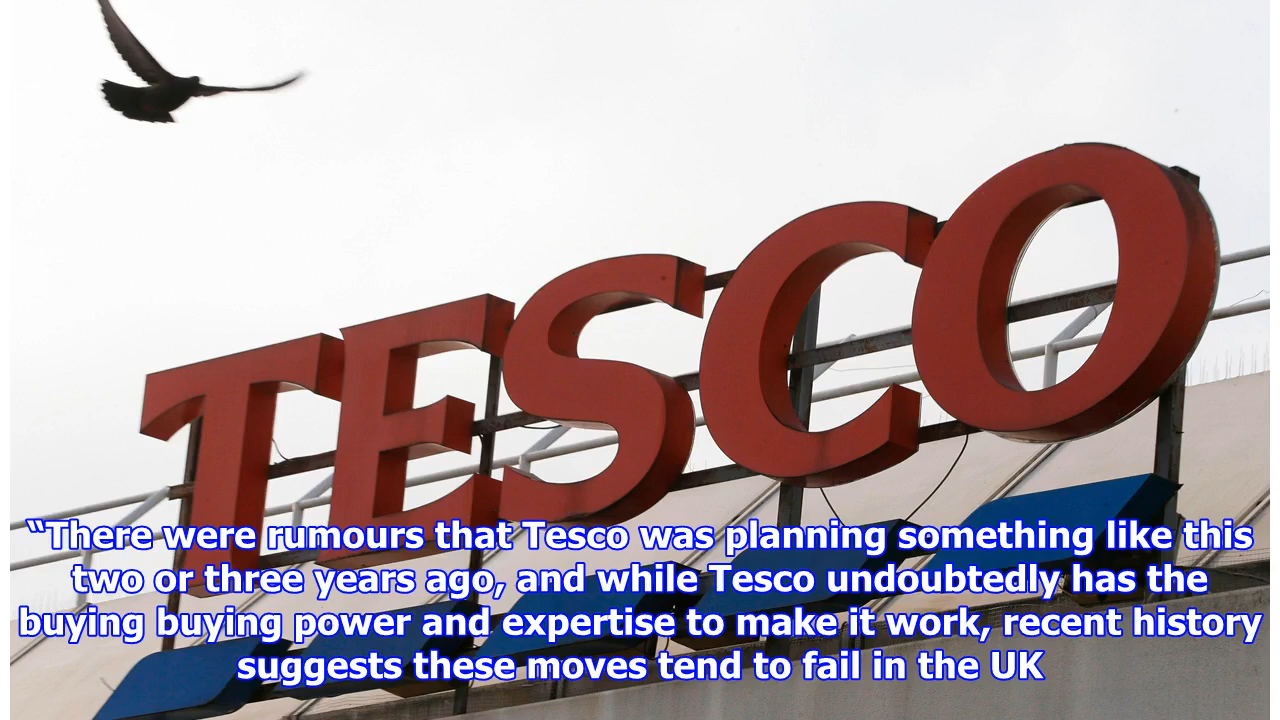 TESCO
“There were rumours that Tesco was planning something like this
two or three years ago, and while Tesco undoubtedly has the
buying buying power and expertise to make it work, recent history
suggests these moves tend to fail in the UK